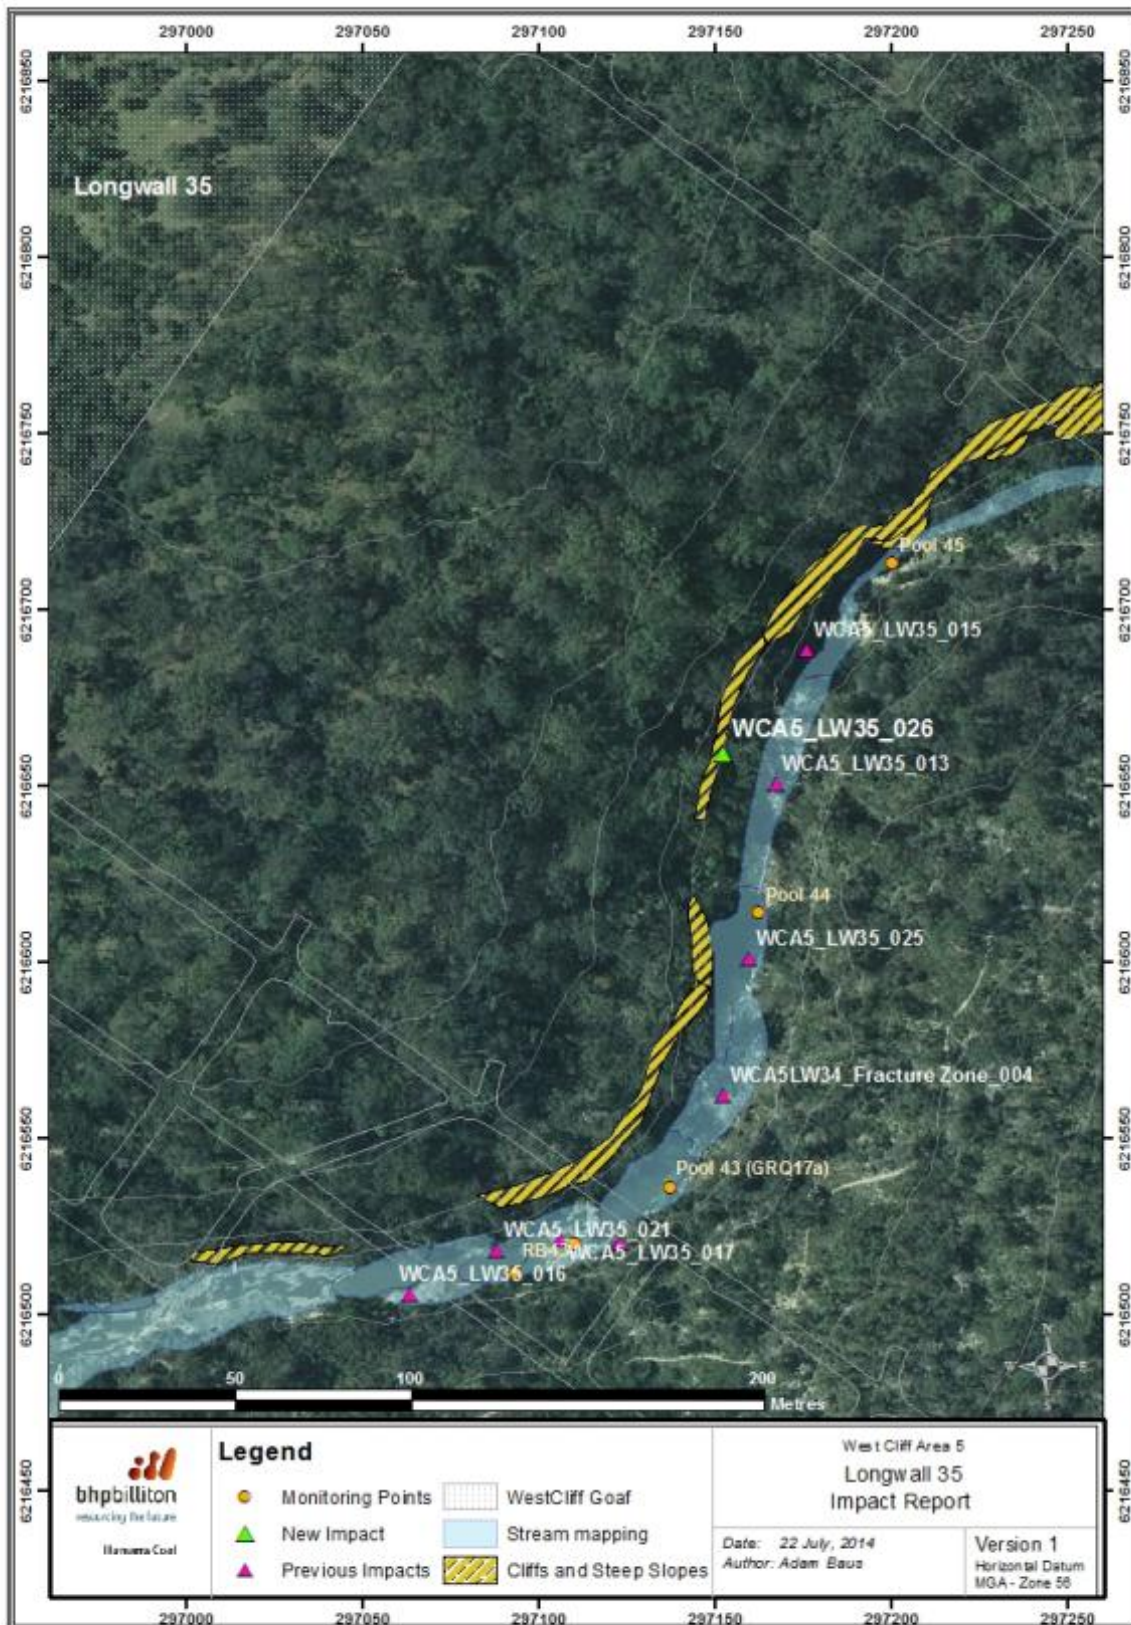 297000 297050 297100 297150 297200 297250
6216850 6216850
Longwall 35
6216800 6216800
6216750 6216750
Pool 45
6216700 6216700
WCA5_LW35_015
WCA5_LW35_026
WCA5_LW35_013
6216650 6216650
Pool 44
WCA5_LW35_025
6216600 6216600
WCA5LW34_Fracture Zone_004
6216550 6216550
Pool 43 (GRQ17a)
WCA5_LW35_021
WCA5_LW35_017
WCA5_LW35_016
6216500 6216500
N
S
0 50 100 200
Metres
6216450 6216450
bhpbilliton
resourcing the future
Illawarra Coal
Legend
Monitoring Points
New Impact
Previous Impacts
WestCliff Goaf
Stream mapping
Cliffs and Steep Slopes
West Cliff Area 5
Longwall 35
Impact Report
Date: 22 July, 2014
Author: Adam Baus
Version 1
Horizontal Datum
MGA - Zone 56
297000 297050 297100 297150 297200 297250